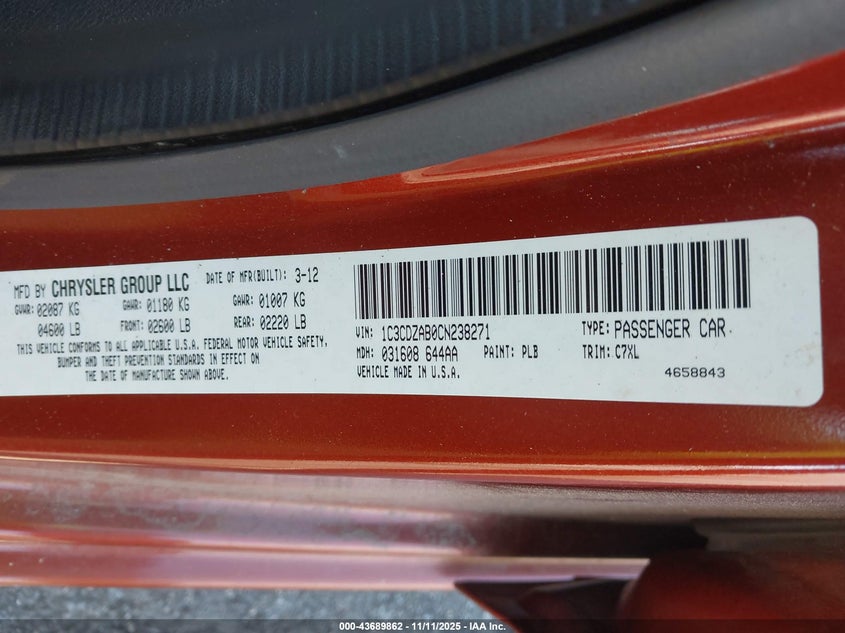 MFD BY CHRYSLER GROUP LLC DATE OF MFR(BUILT): 3-12
GVWR: 02087 KG GAWR: 01180 KG GAWR: 01007 KG
04600 LB FRONT: 02600 LB REAR: 02220 LB
THIS VEHICLE CONFORMS TO ALL APPLICABLE U.S.A. FEDERAL MOTOR VEHICLE SAFETY,
BUMPER AND THEFT PREVENTION STANDARDS IN EFFECT ON
THE DATE OF MANUFACTURE SHOWN ABOVE.
VIN: 1C3CDZAB0CN238271 TYPE: PASSENGER CAR
MDH: 031608 644AA PAINT: PLB TRIM: C7XL
VEHICLE MADE IN U.S.A. 4658843
000-43689862 - 11/11/2025 - IAA Inc.